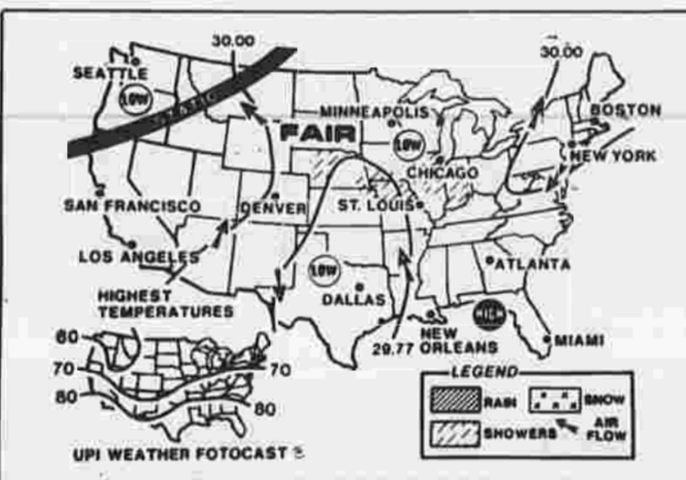 30.00
30.00
SEATTLE
LOW
MINNEAPOLIS
BOSTON
FAIR
LOW
NEW YORK
CHICAGO
SAN FRANCISCO
DENVER
ST. LOUIS
LOS ANGELES
LOW
ATLANTA
DALLAS
HIGHEST
TEMPERATURES
HIGH
NEW
ORLEANS
MIAMI
29.77
60
70
70
80
80
LEGEND
RAIN
SNOW
SHOWERS
AIR
FLOW
UPI WEATHER FOTOCAST